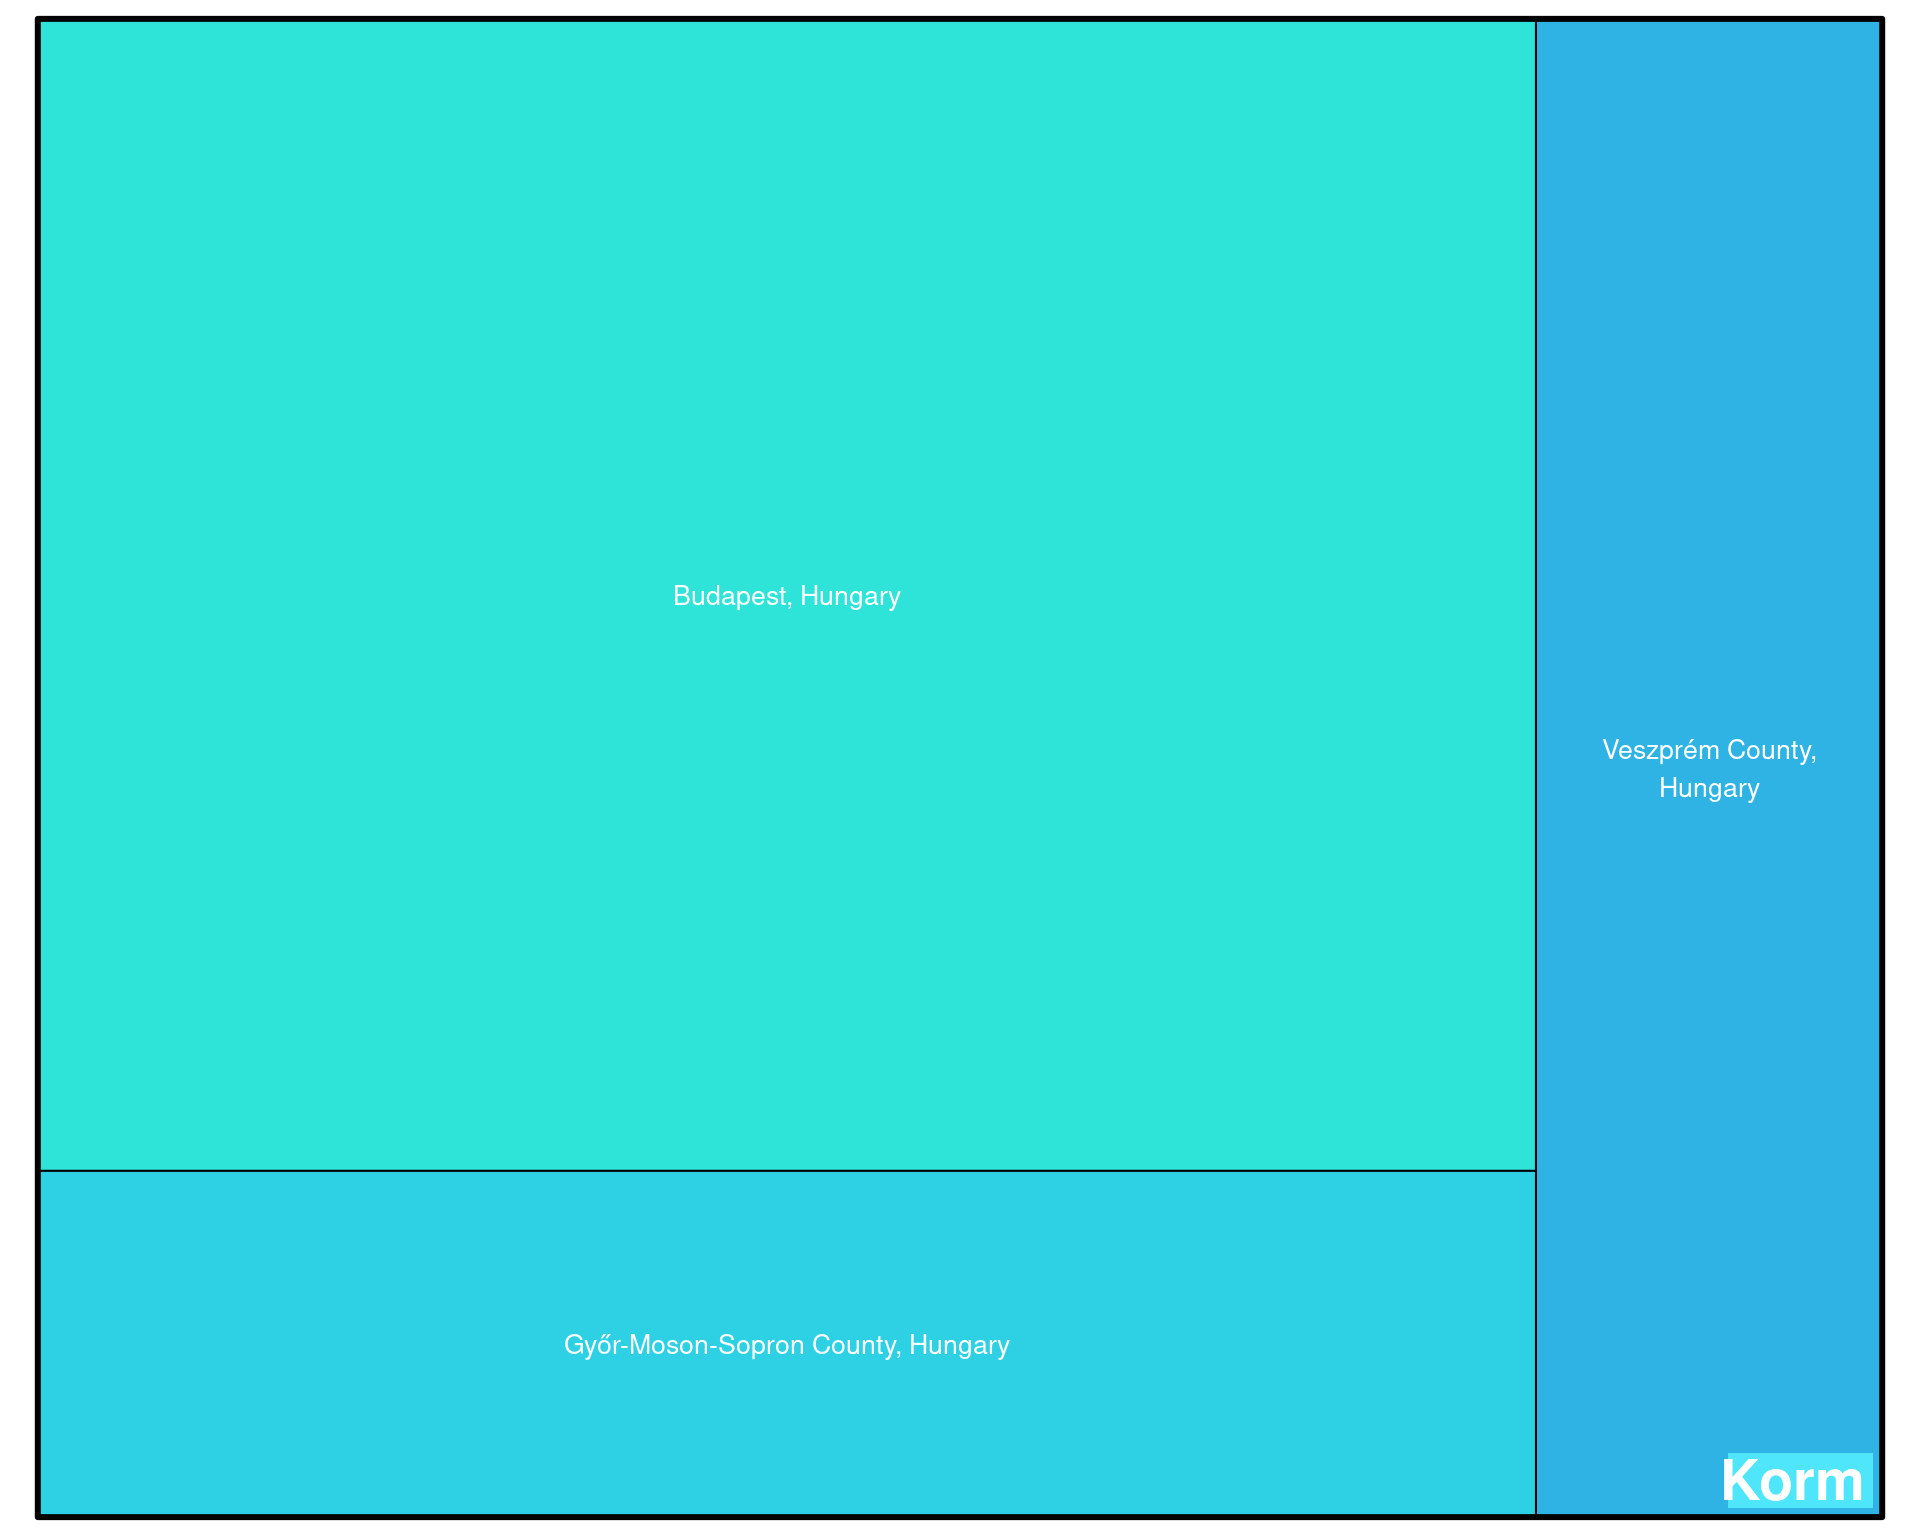 Budapest, Hungary
Veszprém County,
Hungary
Győr-Moson-Sopron County, Hungary
Korm